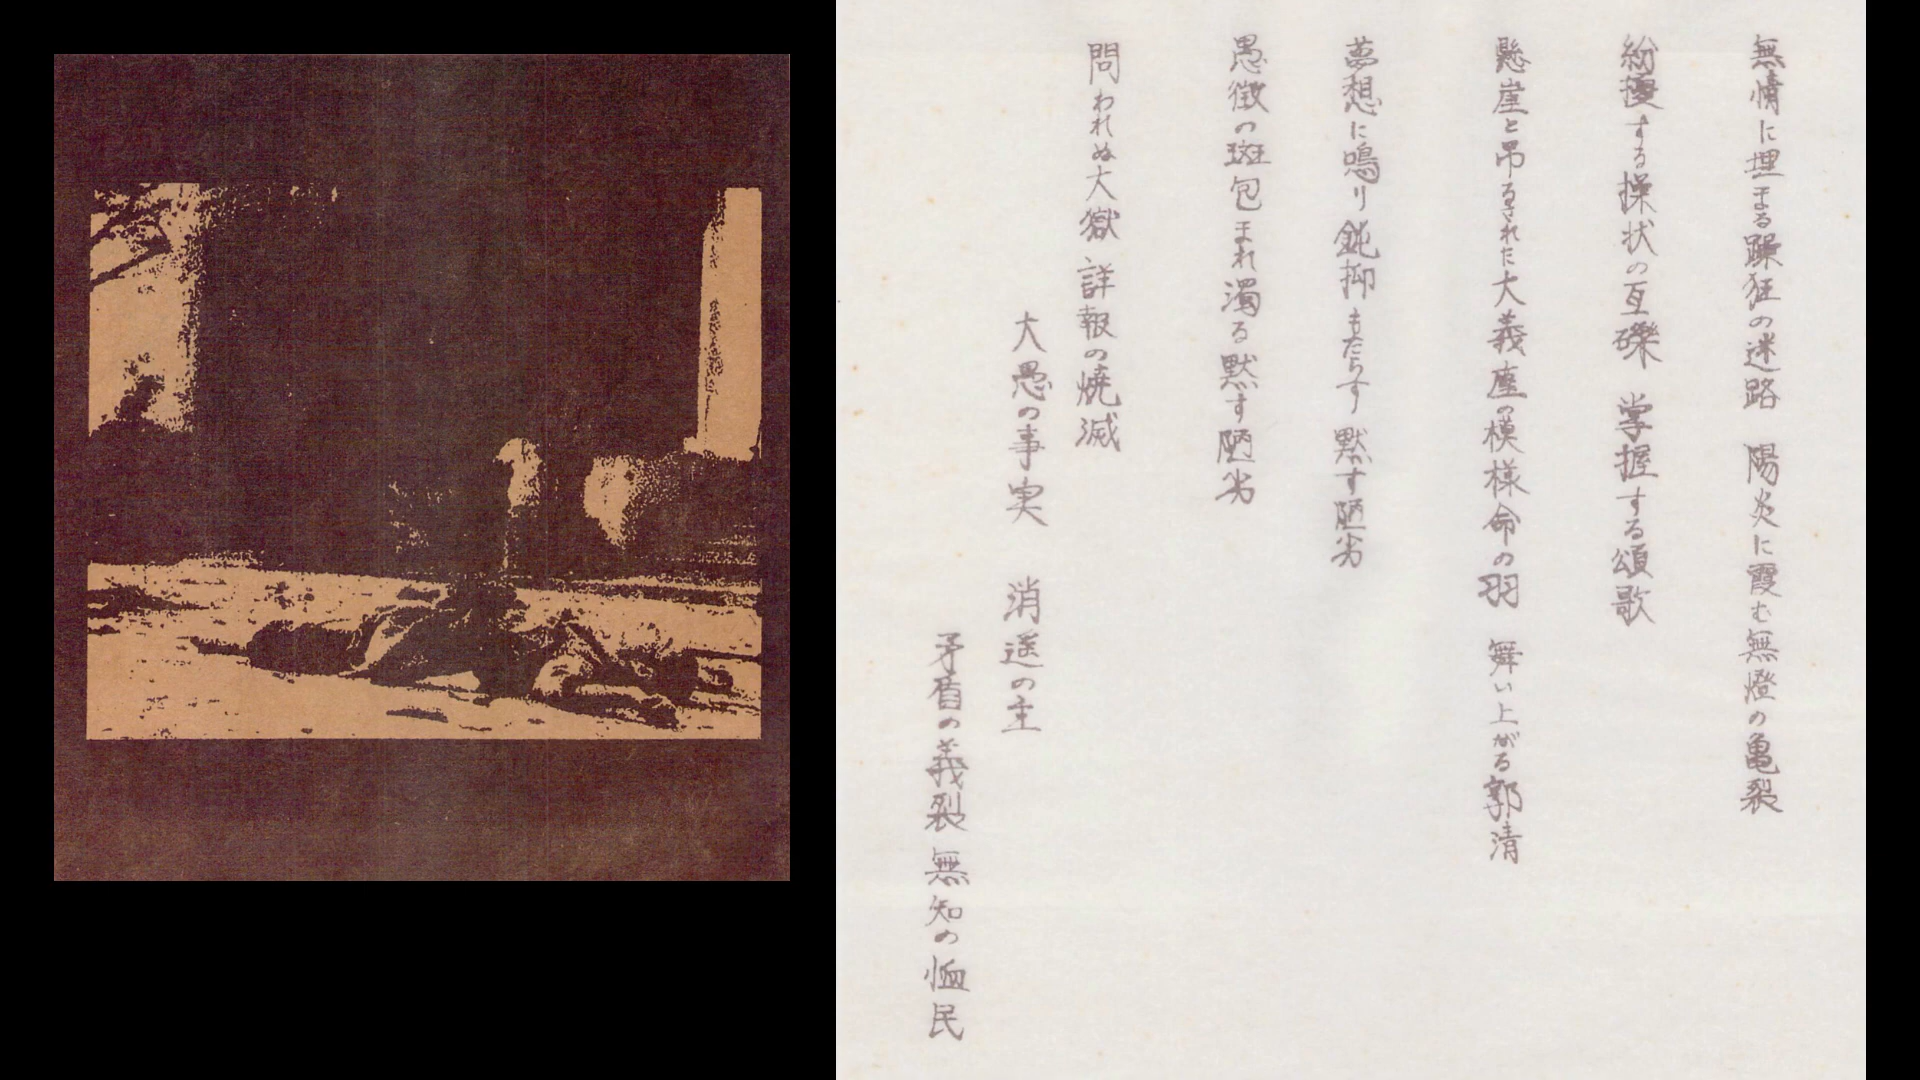 無情に埋まる躁狂の迷路 陽炎に霞む無燈の亀裂
紛擾する操状の互礫 掌握する頌歌
懸崖と吊るされた大義 塵の模様 命の羽 舞い上がる郭清
夢想に鳴り鈍抑もたらす黙す陋劣
愚徴の斑包まれ濁る黙す陋劣
問われぬ大獄 詳報の焼滅
大愚の事実 消遥の主
矛盾の義裂 無知の恤民